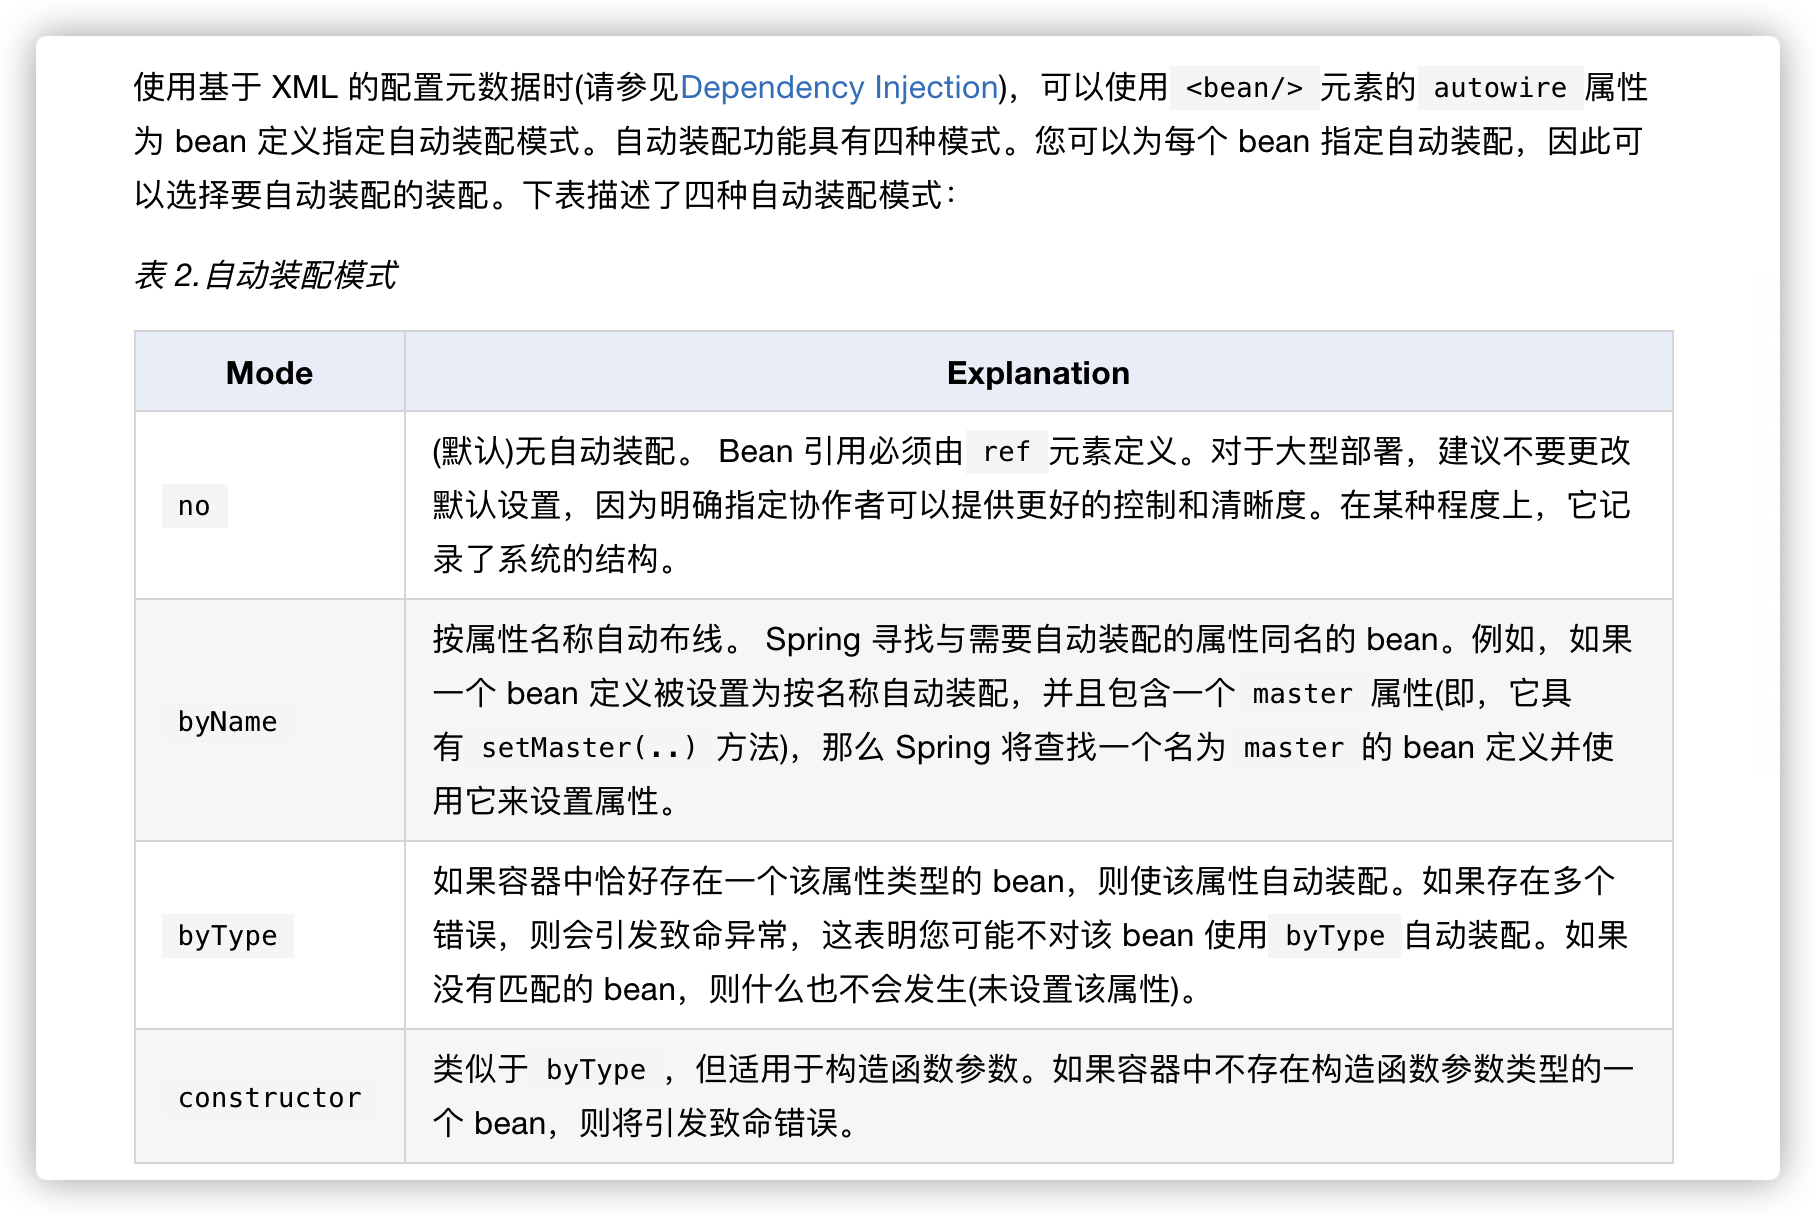 使用基于 XML 的配置元数据时(请参见Dependency Injection)，可以使用 <bean/> 元素的 autowire 属性
为 bean 定义指定自动装配模式。自动装配功能具有四种模式。您可以为每个 bean 指定自动装配，因此可
以选择要自动装配的装配。下表描述了四种自动装配模式：
表 2.自动装配模式
Mode
Explanation
no
(默认)无自动装配。 Bean 引用必须由 ref 元素定义。对于大型部署，建议不要更改
默认设置，因为明确指定协作者可以提供更好的控制和清晰度。在某种程度上，它记
录了系统的结构。
byName
按属性名称自动布线。 Spring 寻找与需要自动装配的属性同名的 bean。例如，如果
一个 bean 定义被设置为按名称自动装配，并且包含一个 master 属性(即，它具
有 setMaster(..) 方法)，那么 Spring 将查找一个名为 master 的 bean 定义并使
用它来设置属性。
byType
如果容器中恰好存在一个该属性类型的 bean，则使该属性自动装配。如果存在多个
错误，则会引发致命异常，这表明您可能不对该 bean 使用 byType 自动装配。如果
没有匹配的 bean，则什么也不会发生(未设置该属性)。
constructor
类似于 byType ，但适用于构造函数参数。如果容器中不存在构造函数参数类型的一
个 bean，则将引发致命错误。